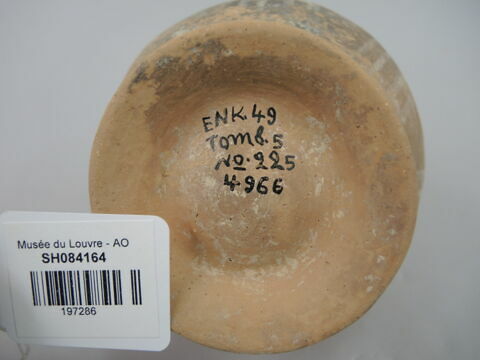 ENK.49
Tomb.5
No.225
4.966
Musée du Louvre - AO
SH084164
197286